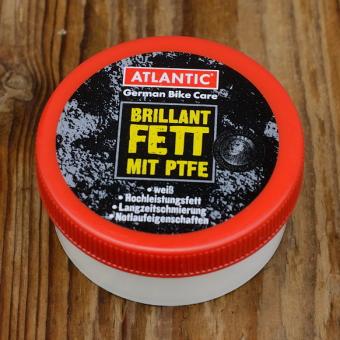 ATLANTIC®
German Bike Care
BRILLANT
FETT
MIT PTFE
• weiß
• Hochleistungsfett
• Langzeitschmierung
• Notlaufeigenschaften